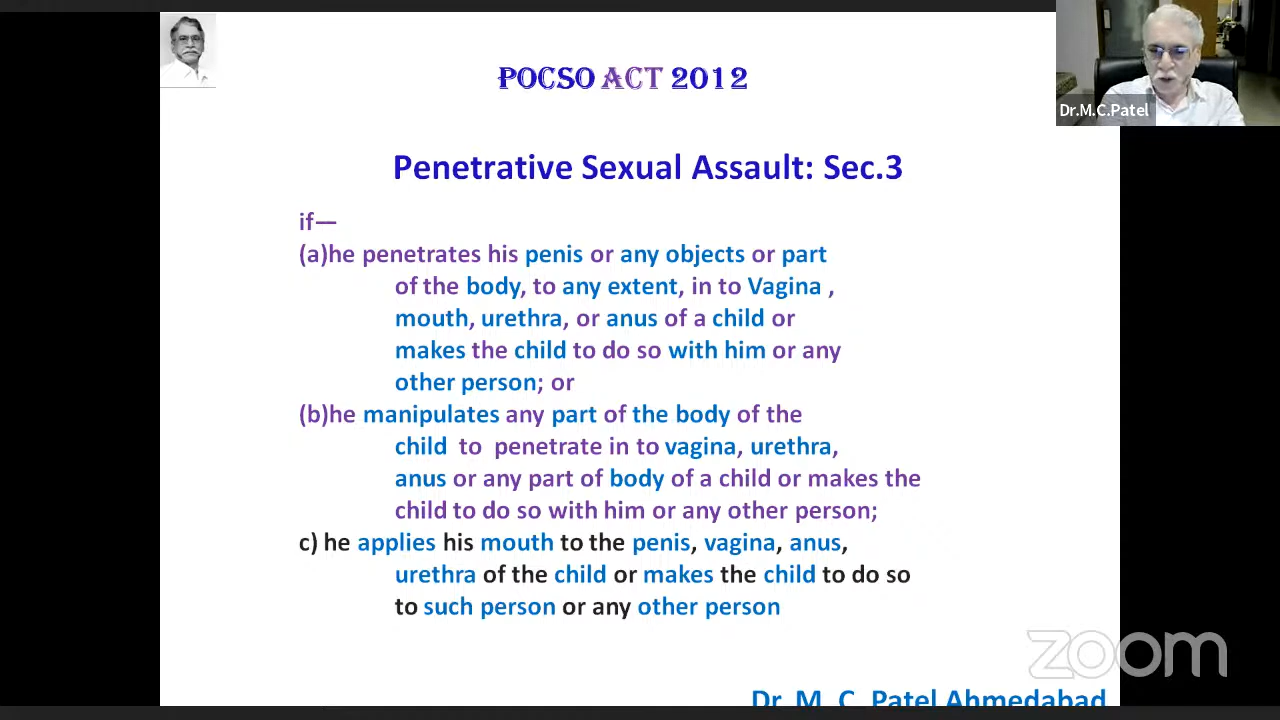 POCSO ACT 2012
Dr.M.C.Patel
Penetrative Sexual Assault: Sec.3
if—
(a)he penetrates his penis or any objects or part
of the body, to any extent, in to Vagina ,
mouth, urethra, or anus of a child or
makes the child to do so with him or any
other person; or
(b)he manipulates any part of the body of the
child to penetrate in to vagina, urethra,
anus or any part of body of a child or makes the
child to do so with him or any other person;
c) he applies his mouth to the penis, vagina, anus,
urethra of the child or makes the child to do so
to such person or any other person
zoom
Dr. M. C. Patel Ahmedabad